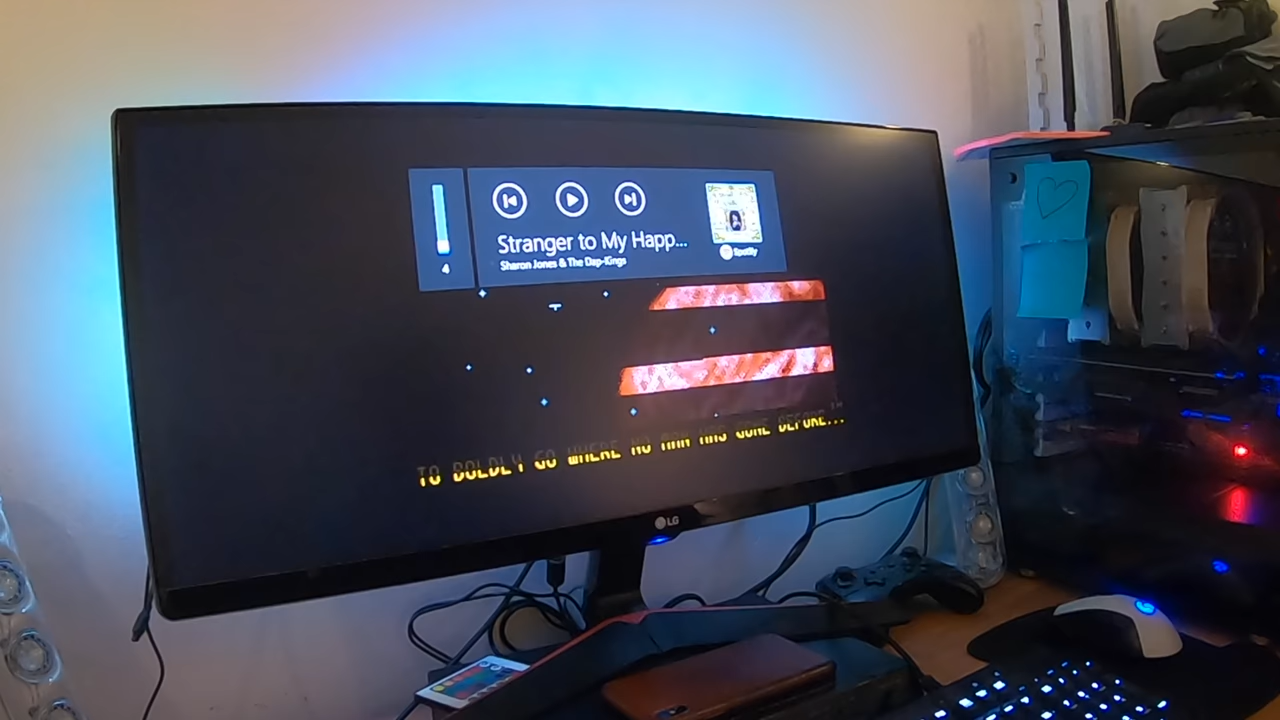 4
Stranger to My Happ...
Sharon Jones & The Dap-Kings
Spotify
TO BOLDLY GO WHERE NO MAN HAS GONE BEFORE...™
LG